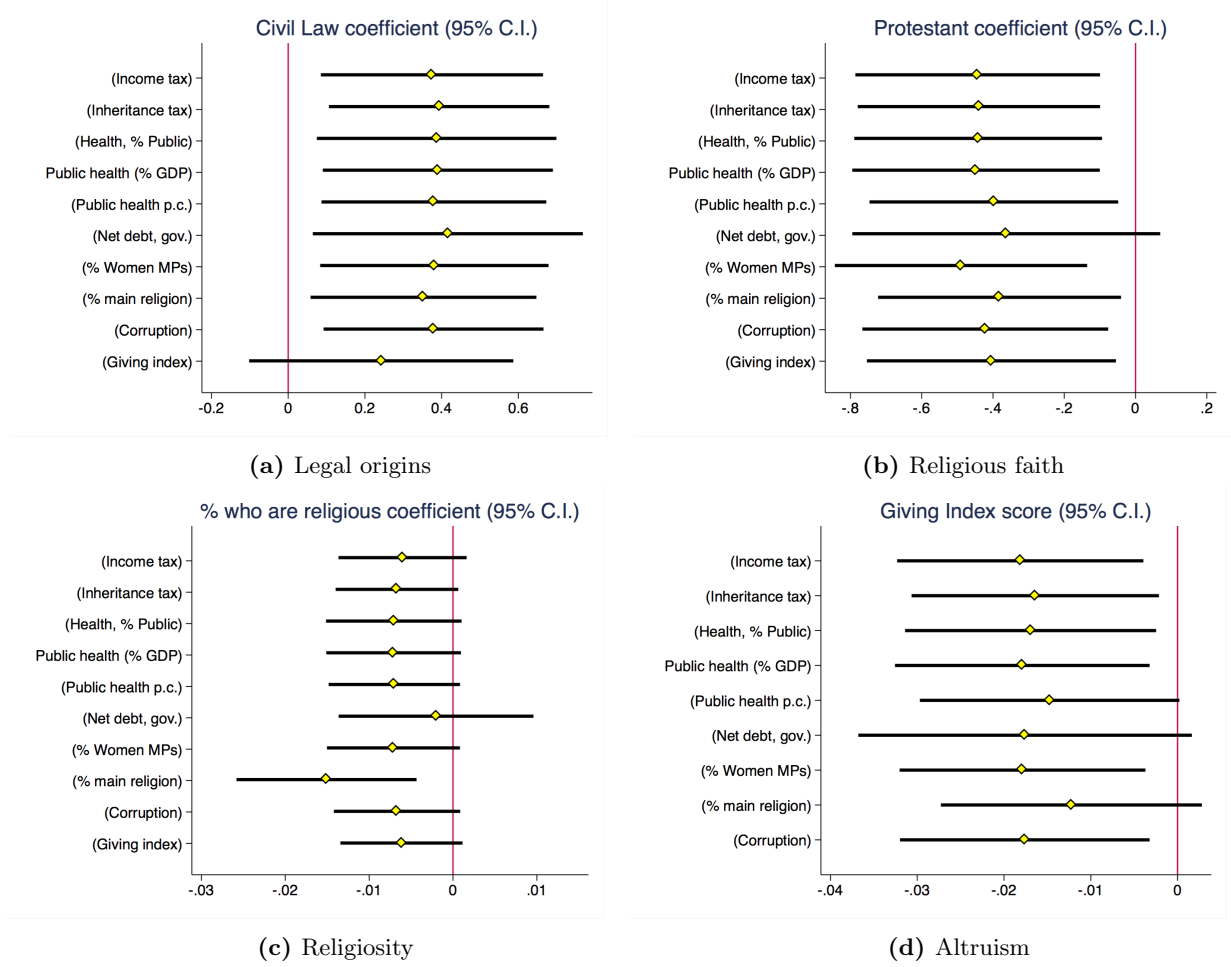 Civil Law coefficient (95% C.I.)
(Income tax)
(Inheritance tax)
(Health, % Public)
Public health (% GDP)
(Public health p.c.)
(Net debt, gov.)
(% Women MPs)
(% main religion)
(Corruption)
(Giving index)
-0.2 0 0.2 0.4 0.6
(a) Legal origins
Protestant coefficient (95% C.I.)
(Income tax)
(Inheritance tax)
(Health, % Public)
Public health (% GDP)
(Public health p.c.)
(Net debt, gov.)
(% Women MPs)
(% main religion)
(Corruption)
(Giving index)
-.8 -.6 -.4 -.2 0 .2
(b) Religious faith
% who are religious coefficient (95% C.I.)
(Income tax)
(Inheritance tax)
(Health, % Public)
Public health (% GDP)
(Public health p.c.)
(Net debt, gov.)
(% Women MPs)
(% main religion)
(Corruption)
(Giving index)
-.03 -.02 -.01 0 .01
(c) Religiosity
Giving Index score (95% C.I.)
(Income tax)
(Inheritance tax)
(Health, % Public)
Public health (% GDP)
(Public health p.c.)
(Net debt, gov.)
(% Women MPs)
(% main religion)
(Corruption)
-.04 -.03 -.02 -.01 0
(d) Altruism